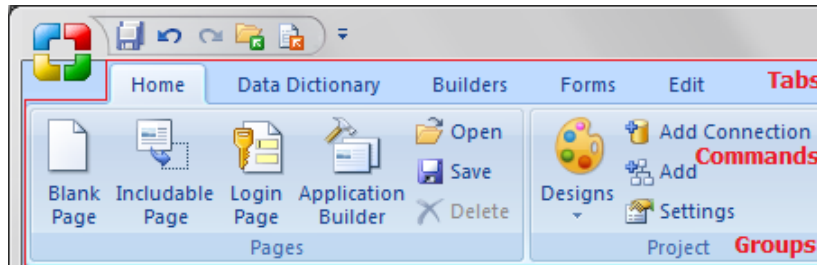 Home Data Dictionary Builders Forms Edit Tabs
Open Add Connection
Commands
Save Add
Blank Page
Includable Page
Login Page
Application Builder
Delete
Designs
Settings
Pages Project Groups